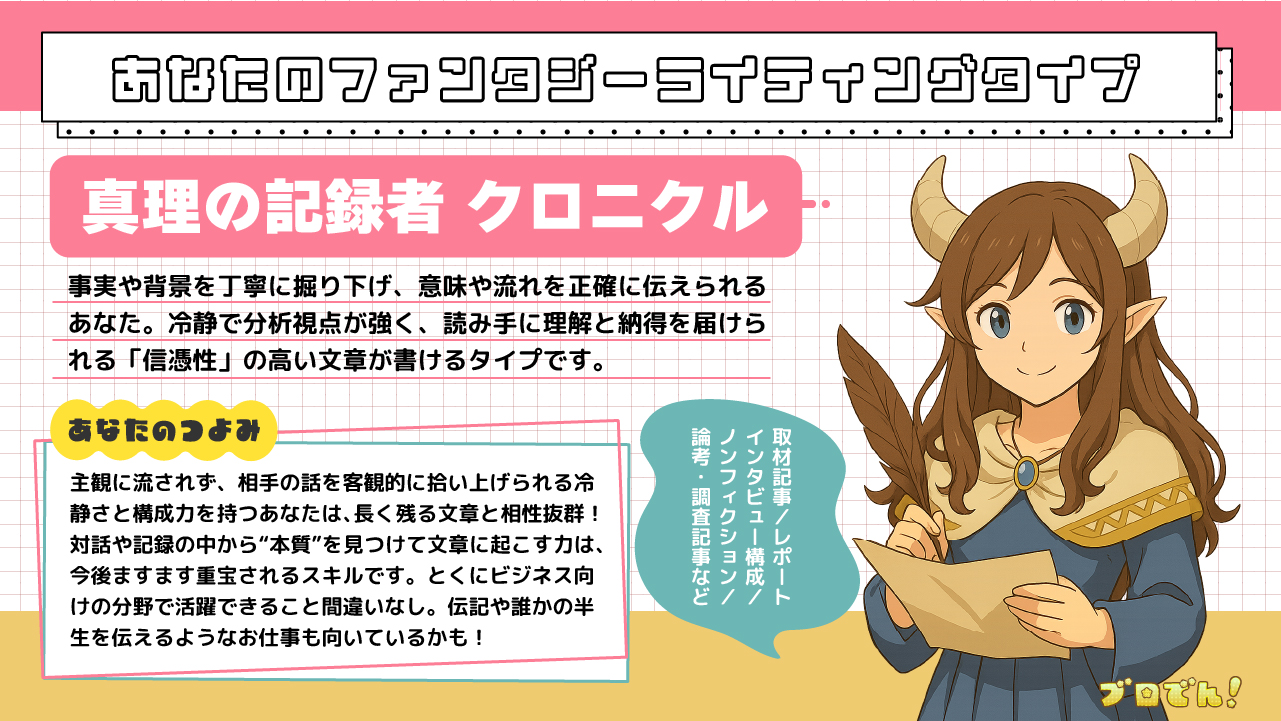 あなたのファンタジーライティングタイプ
真理の記録者 クロニクル
事実や背景を丁寧に掘り下げ、意味や流れを正確に伝えられる
あなた。冷静で分析視点が強く、読み手に理解と納得を届けら
れる「信憑性」の高い文章が書けるタイプです。
あなたのつよみ
主観に流されず、相手の話を客観的に拾い上げられる冷
静さと構成力を持つあなたは、長く残る文章と相性抜群！
対話や記録の中から“本質”を見つけて文章に起こす力は、
今後ますます重宝されるスキルです。とくにビジネス向
けの分野で活躍できること間違いなし。伝記や誰かの半
生を伝えるようなお仕事も向いているかも！
取材記事／レポート
インタビュー構成／
ノンフィクション／
論考・調査記事など
ブロでん！